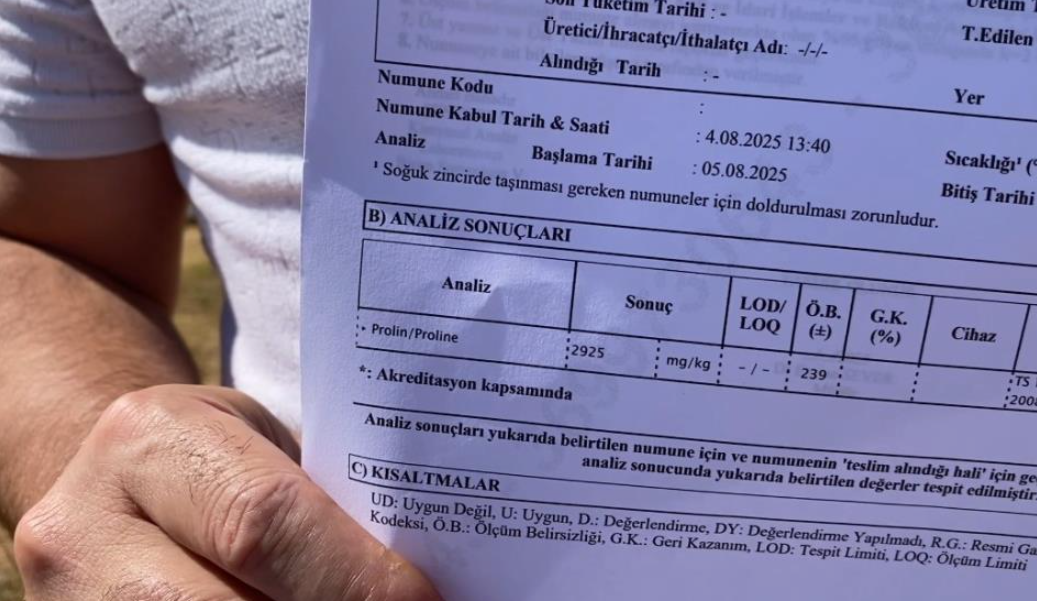 Son Tüketim Tarihi : -
Üretim
Üretici/İhracatçı/İthalatçı Adı: -/-/-
T.Edilen
Alındığı Tarih : -
Yer
Numune Kodu :
Numune Kabul Tarih & Saati : 4.08.2025 13:40
Sıcaklığı¹ (
Analiz Başlama Tarihi : 05.08.2025
Bitiş Tarihi
¹ Soğuk zincirde taşınması gereken numuneler için doldurulması zorunludur.
B) ANALİZ SONUÇLARI
Analiz Sonuç LOD/ LOQ Ö.B. (±) G.K. (%) Cihaz
* Prolin/Proline 2925 mg/kg - / - 239 TS
*: Akreditasyon kapsamında
Analiz sonuçları yukarıda belirtilen numune için ve numunenin 'teslim alındığı hali' için
analiz sonucunda yukarıda belirtilen değerler tespit edilmiştir.
C) KISALTMALAR
UD: Uygun Değil, U: Uygun, D.: Değerlendirme, DY: Değerlendirme Yapılmadı, R.G.: Resmi
Kodeksi, Ö.B.: Ölçüm Belirsizliği, G.K.: Geri Kazanım, LOD: Tespit Limiti, LOQ: Ölçüm Limiti